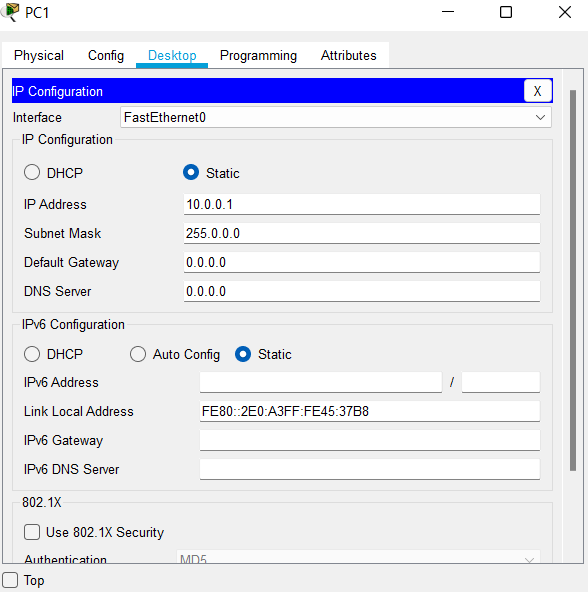 PC1
Physical Config Desktop Programming Attributes
IP Configuration X
Interface FastEthernet0
IP Configuration
DHCP Static
IP Address 10.0.0.1
Subnet Mask 255.0.0.0
Default Gateway 0.0.0.0
DNS Server 0.0.0.0
IPv6 Configuration
DHCP Auto Config Static
IPv6 Address /
Link Local Address FE80::2E0:A3FF:FE45:37B8
IPv6 Gateway
IPv6 DNS Server
802.1X
Use 802.1X Security
Authentication MD5
Top